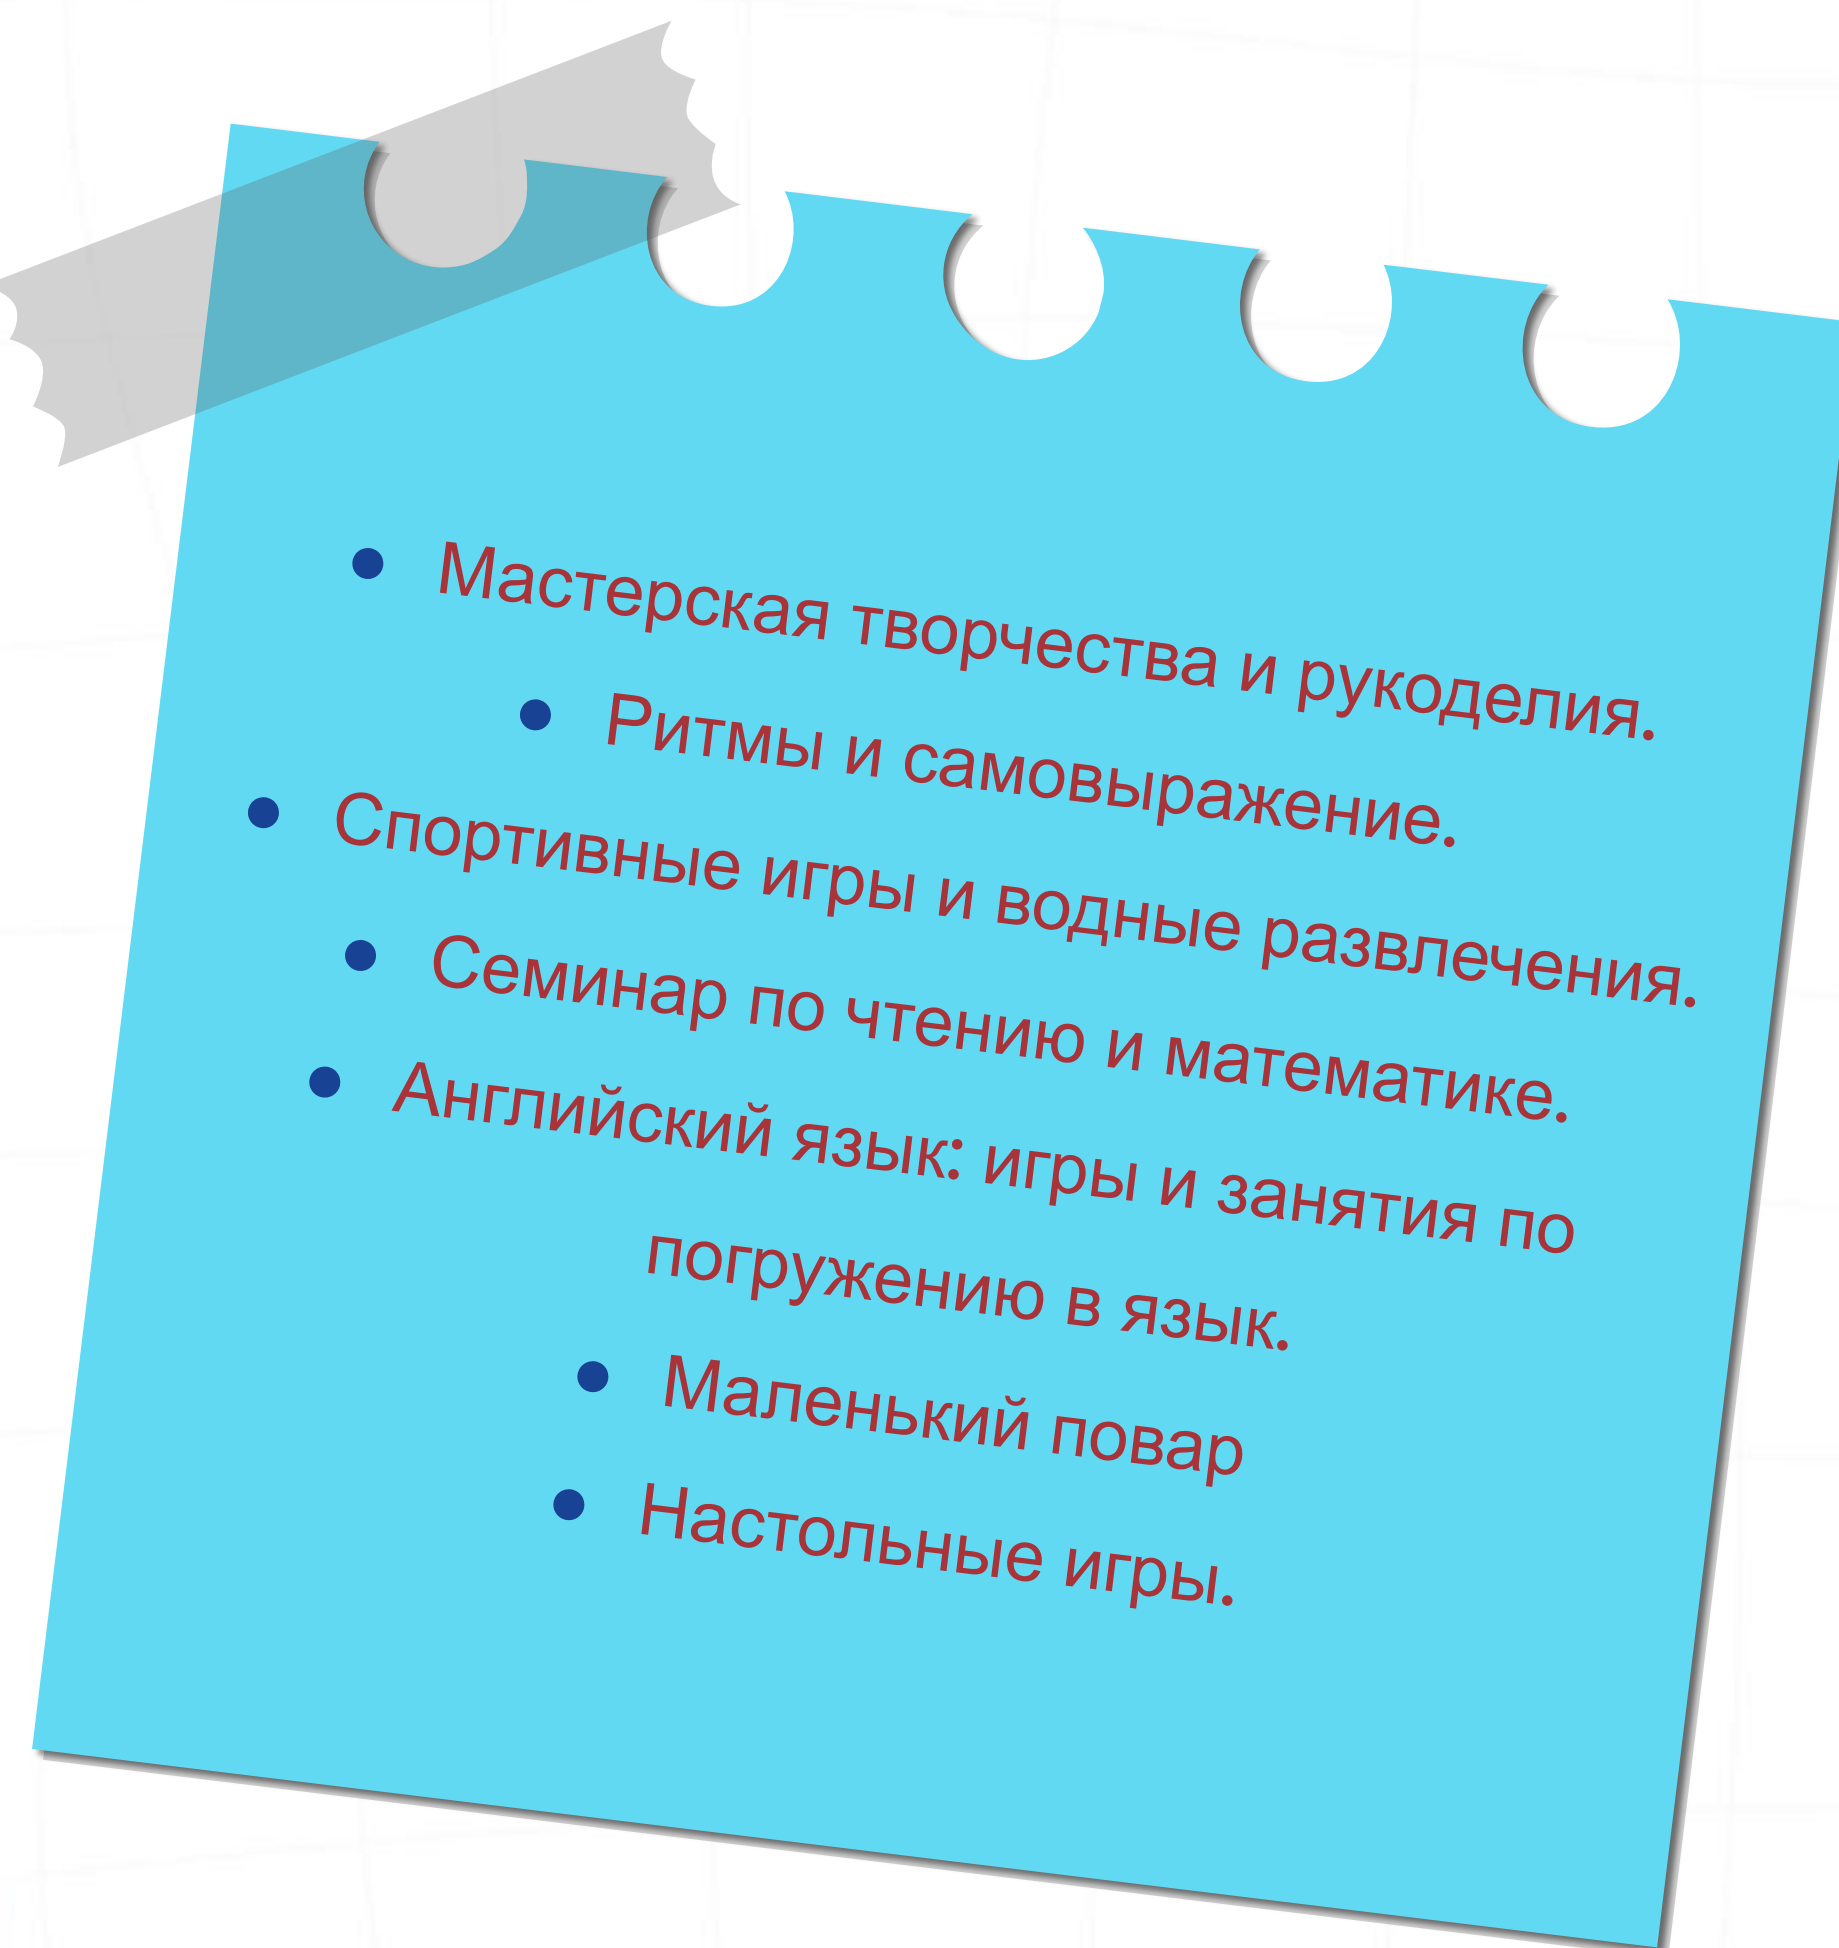 • Мастерская творчества и рукоделия.
• Ритмы и самовыражение.
• Спортивные игры и водные развлечения.
• Семинар по чтению и математике.
• Английский язык: игры и занятия по
погружению в язык.
• Маленький повар
• Настольные игры.